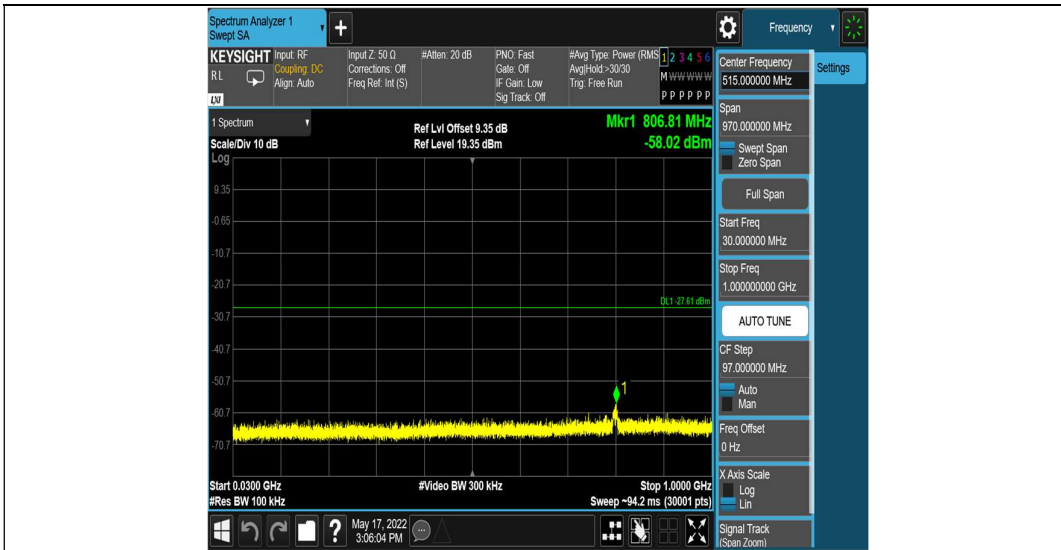 Spectrum Analyzer 1
Swept SA
+
Frequency
KEYSIGHT
Input: RF
Coupling: DC
Align: Auto
RL
LXI
Input Z: 50 Ω
Corrections: Off
Freq Ref: Int (S)
#Atten: 20 dB
PNO: Fast
Gate: Off
IF Gain: Low
Sig Track: Off
#Avg Type: Power (RMS
Avg|Hold:>30/30
Trig: Free Run
1 2 3 4 5 6
M W W W W W
P P P P P P
Center Frequency
515.000000 MHz
Settings
1 Spectrum
Scale/Div 10 dB
Ref Lvl Offset 9.35 dB
Ref Level 19.35 dBm
Mkr1 806.81 MHz
-58.02 dBm
Log
9.35
-0.65
-10.7
-20.7
-30.7
-40.7
-50.7
-60.7
-70.7
DL1 -27.61 dBm
1
Start 0.0300 GHz
#Res BW 100 kHz
#Video BW 300 kHz
Stop 1.0000 GHz
Sweep ~94.2 ms (30001 pts)
Span
970.000000 MHz
Swept Span
Zero Span
Full Span
Start Freq
30.000000 MHz
Stop Freq
1.000000000 GHz
AUTO TUNE
CF Step
97.000000 MHz
Auto
Man
Freq Offset
0 Hz
X Axis Scale
Log
Lin
Signal Track
(Span Zoom)
?
May 17, 2022
3:06:04 PM